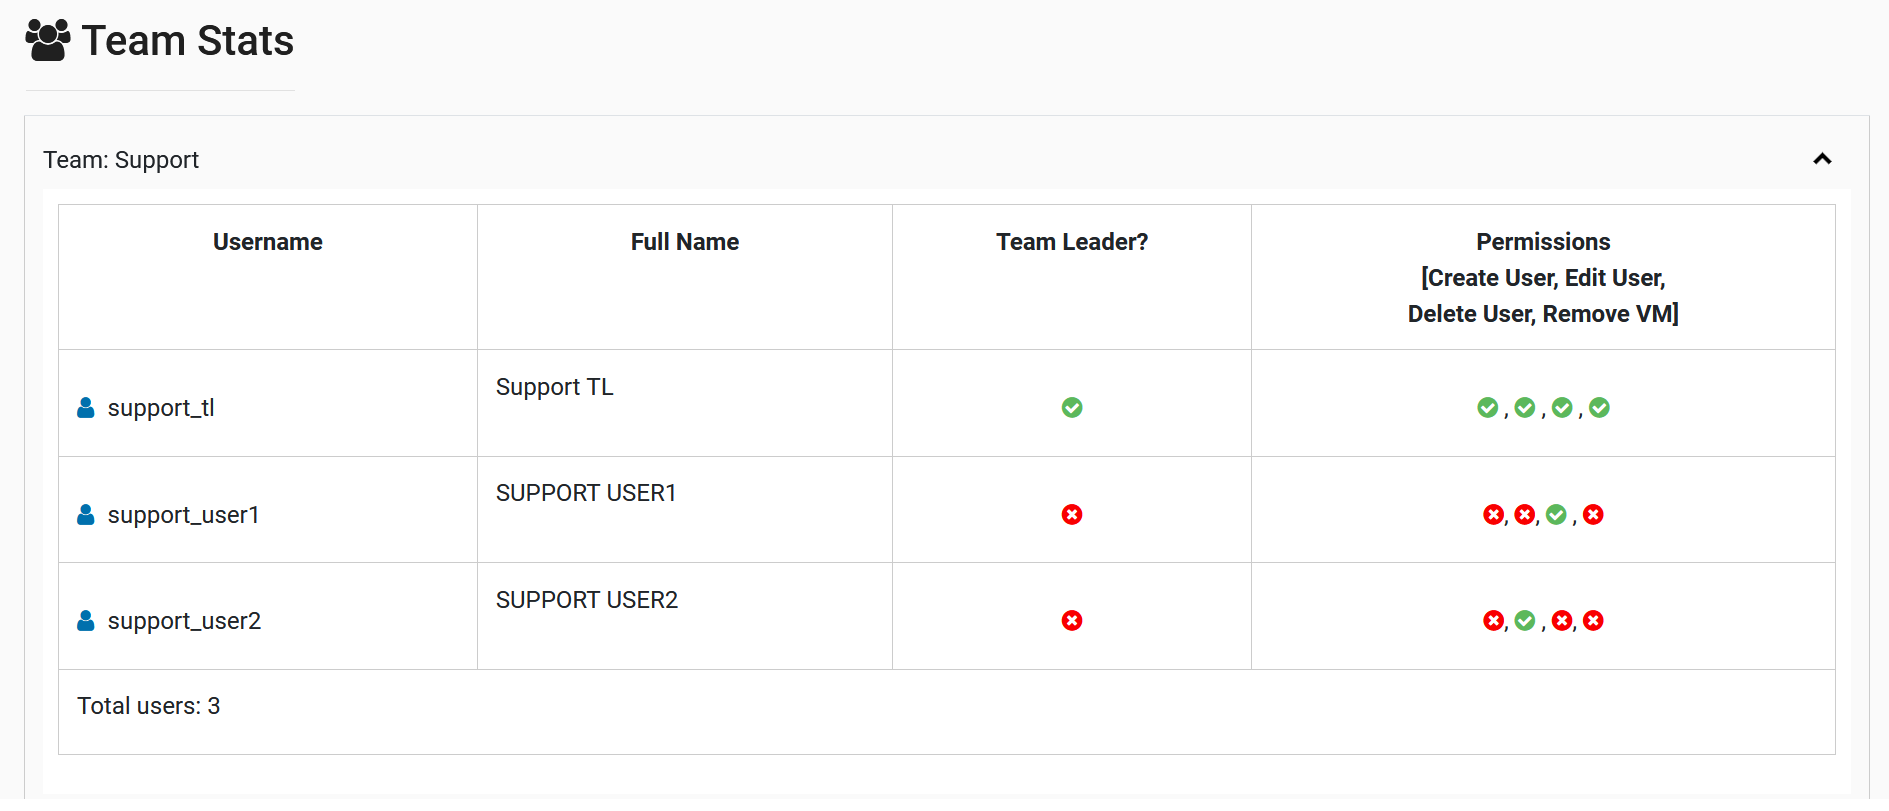 Team Stats
Team: Support
Username
Full Name
Team Leader?
Permissions
[Create User, Edit User,
Delete User, Remove VM]
support_tl
Support TL
, , ,
support_user1
SUPPORT USER1
, , ,
support_user2
SUPPORT USER2
, , ,
Total users: 3